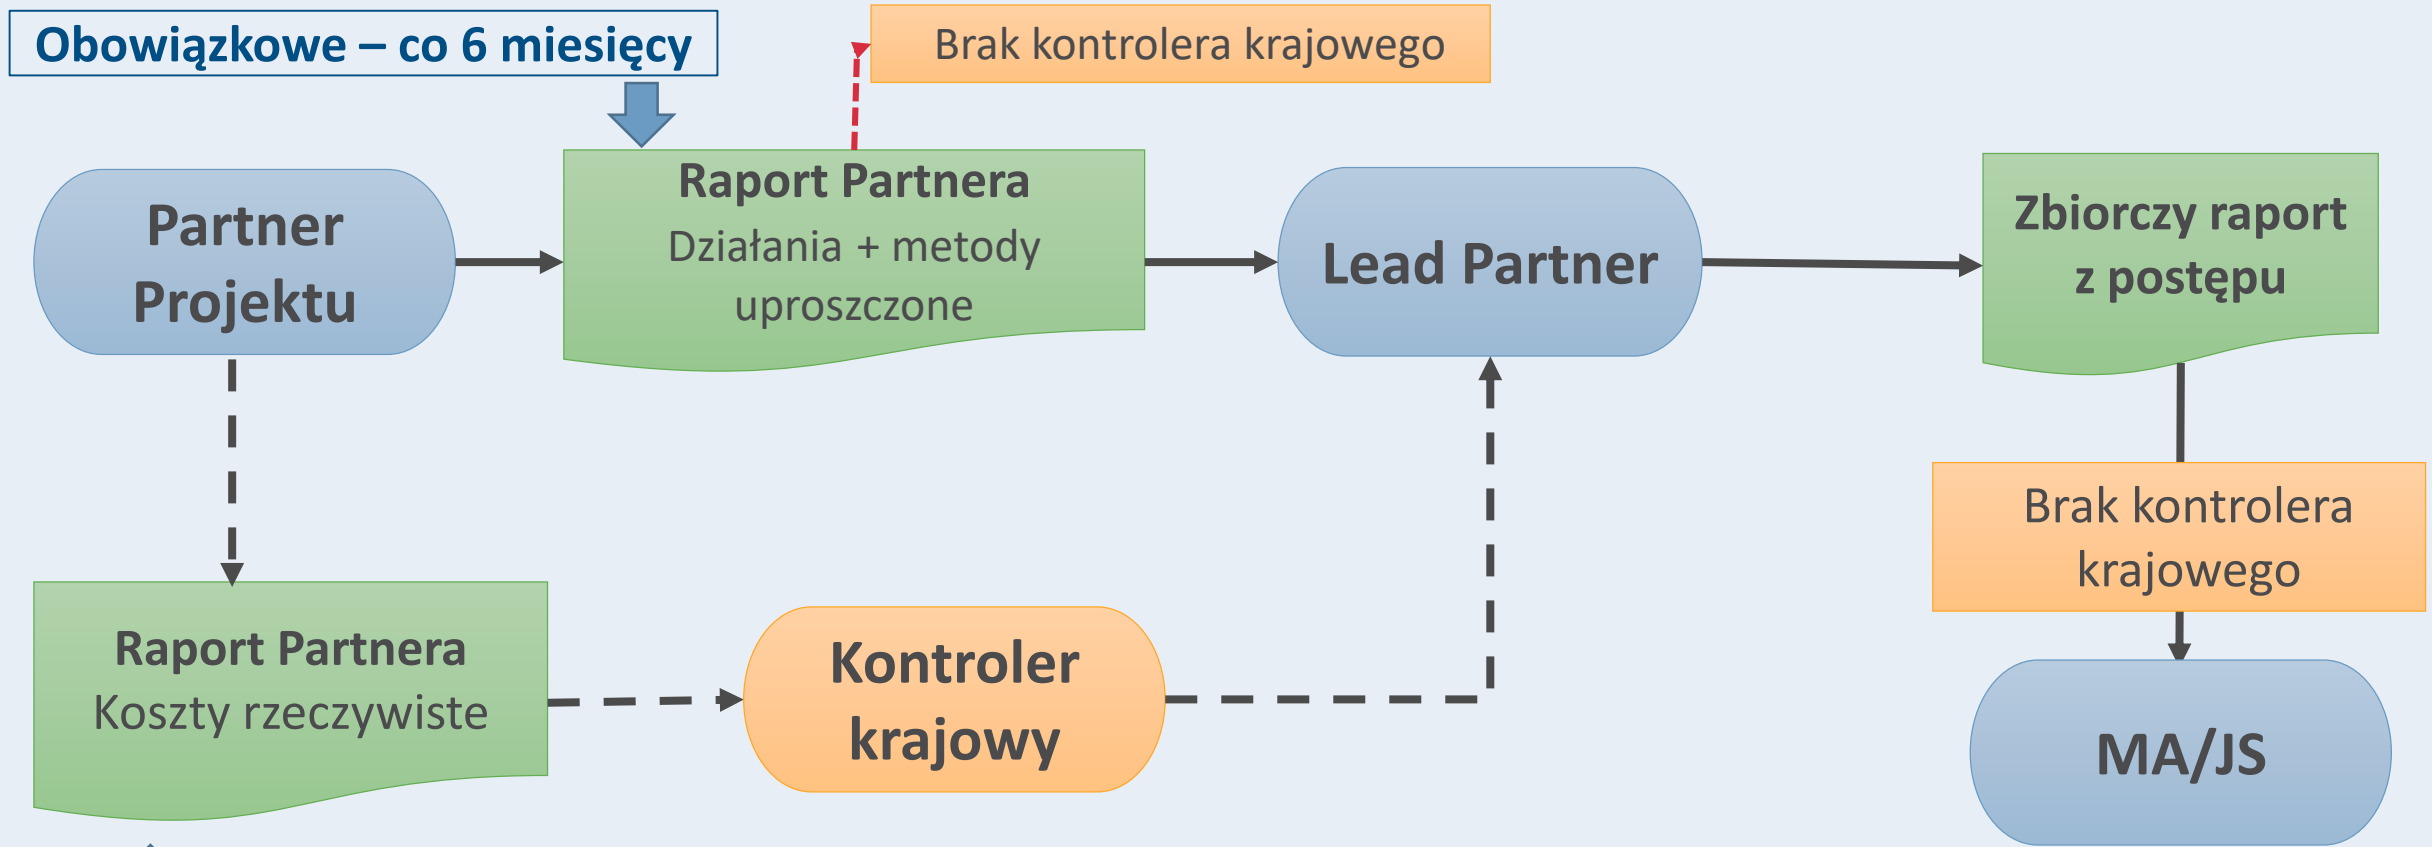 Obowiązkowe – co 6 miesięcy
Brak kontrolera krajowego
Partner
Projektu
Raport Partnera
Działania + metody
uproszczone
Lead Partner
Zbiorczy raport
z postępu
Brak kontrolera
krajowego
Raport Partnera
Koszty rzeczywiste
Kontroler
krajowy
MA/JS